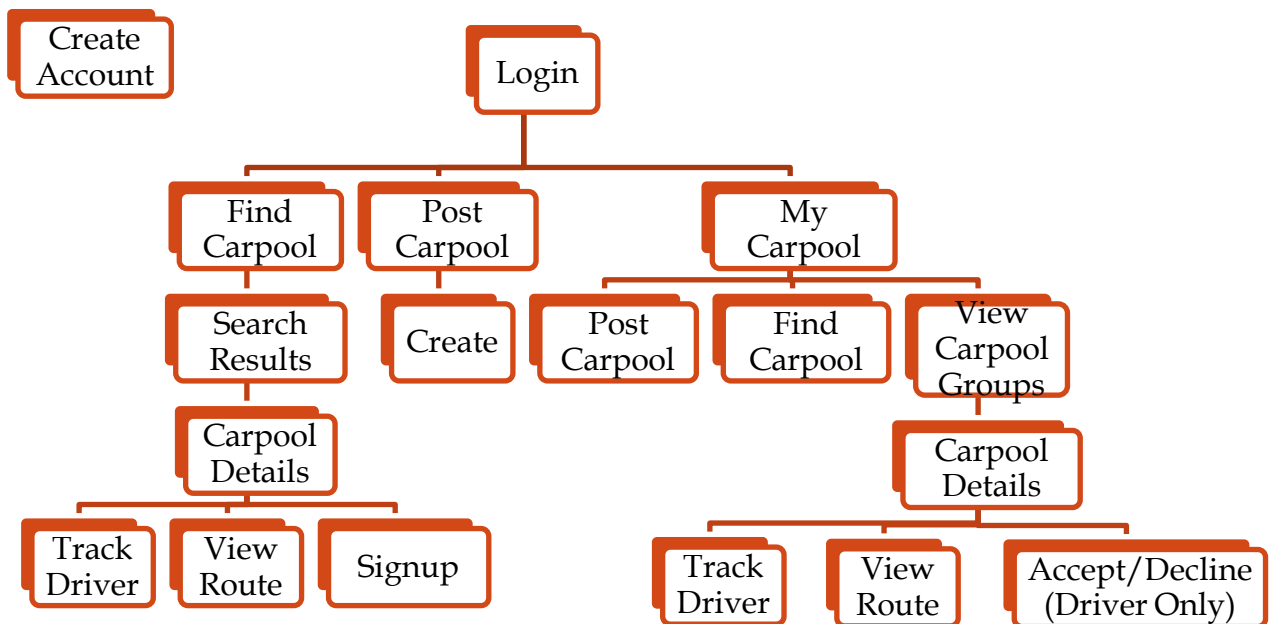 Create
Account
Login
Find
Carpool
Post
Carpool
My
Carpool
Search
Results
Create
Post
Carpool
Find
Carpool
View
Carpool
Groups
Carpool
Details
Carpool
Details
Track
Driver
View
Route
Signup
Track
Driver
View
Route
Accept/Decline
(Driver Only)